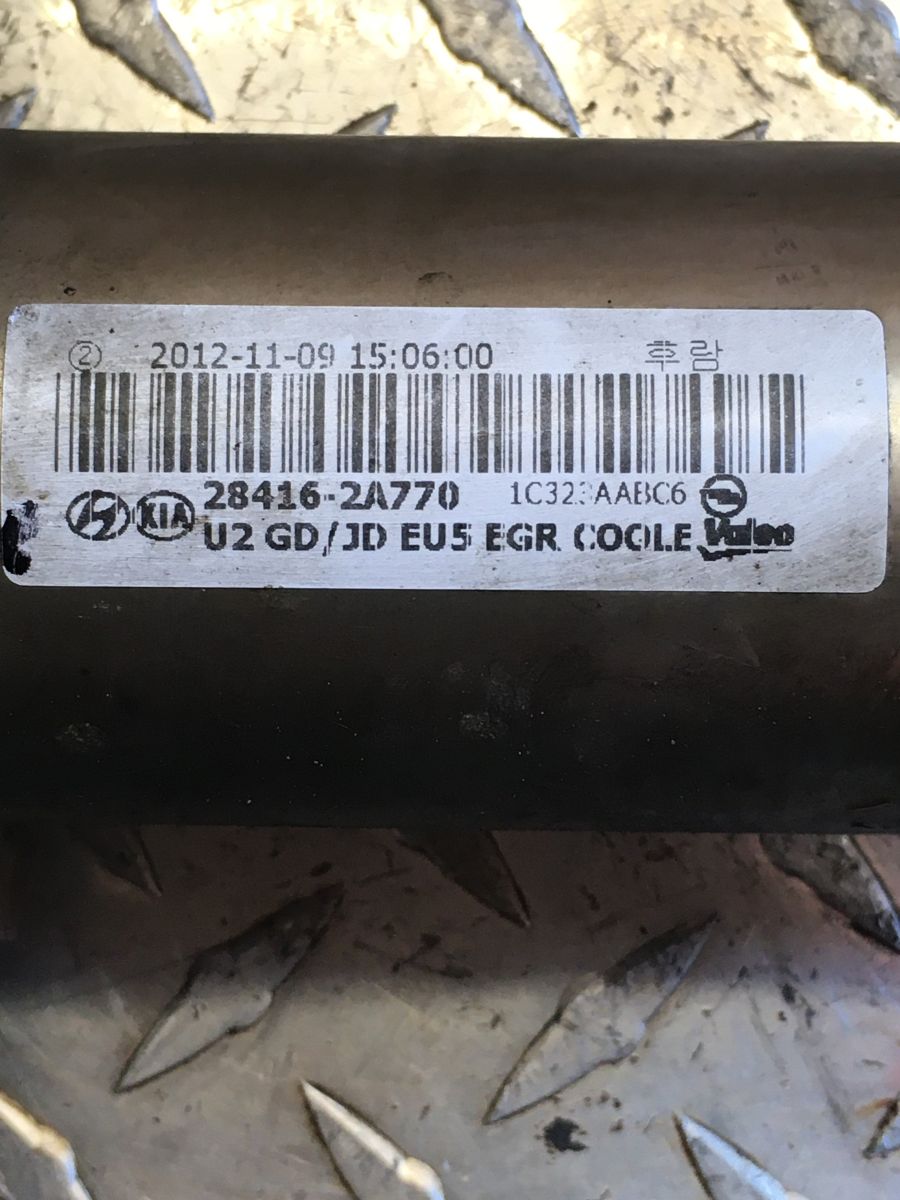 ② 2012-11-09 15:06:00 후람
KIA 28416-2A770 1C323AABC6
U2 GD/JD EU5 EGR COOLE Valeo